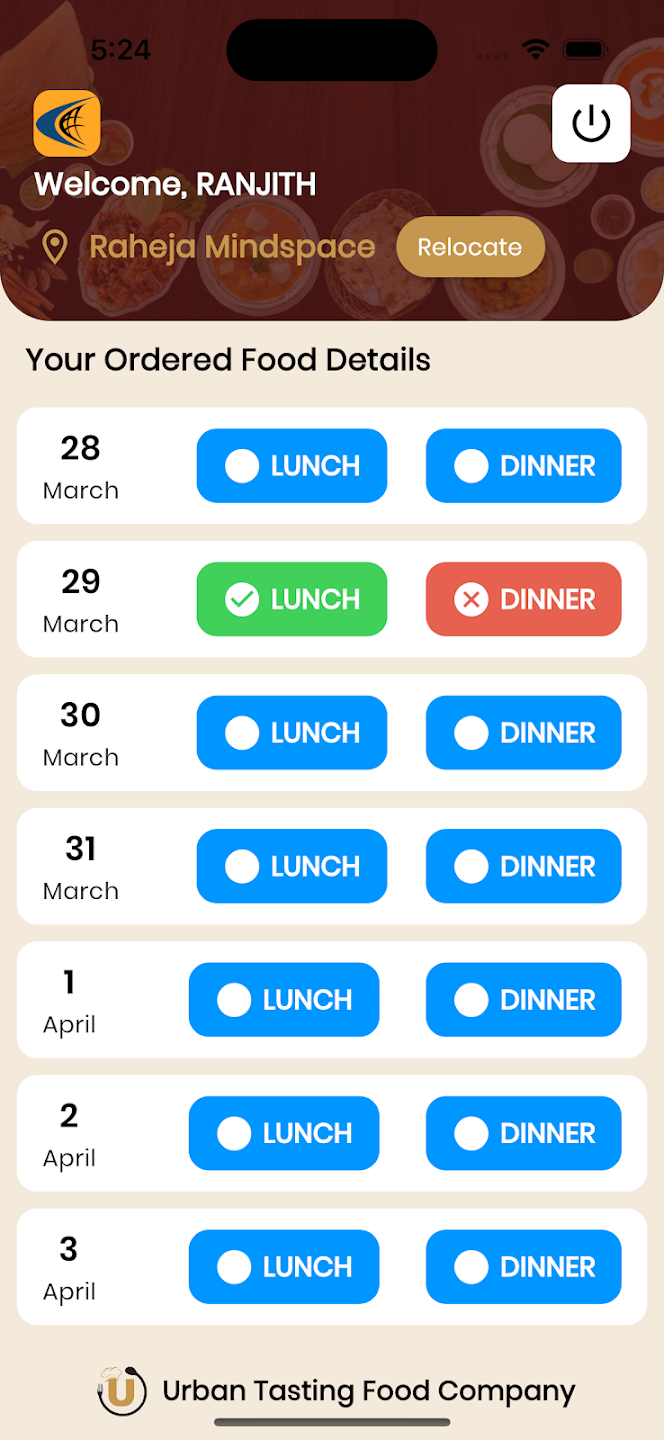 5:24
Welcome, RANJITH
Raheja Mindspace Relocate
Your Ordered Food Details
28
March
LUNCH DINNER
29
March
LUNCH DINNER
30
March
LUNCH DINNER
31
March
LUNCH DINNER
1
April
LUNCH DINNER
2
April
LUNCH DINNER
3
April
LUNCH DINNER
U Urban Tasting Food Company